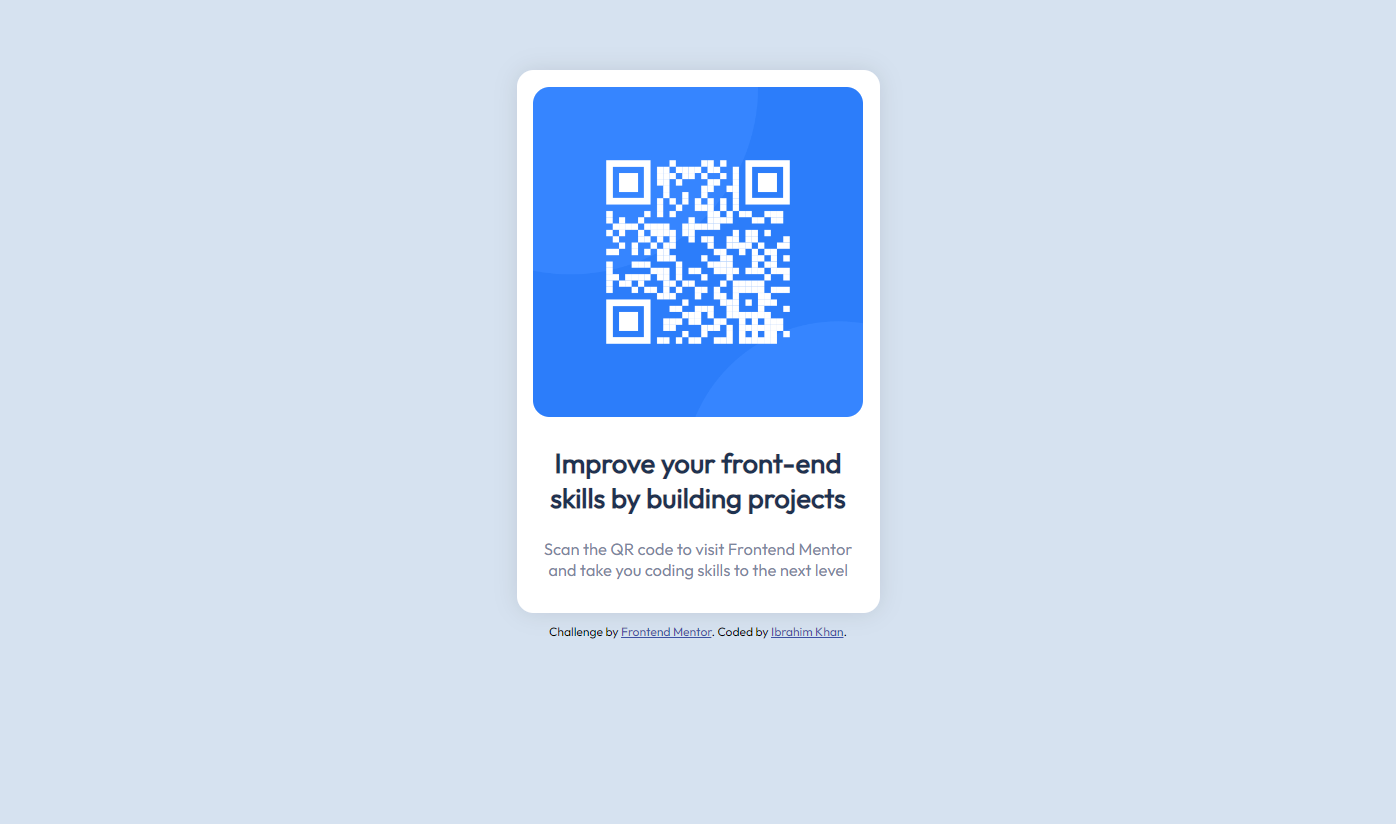 Improve your front-end
skills by building projects
Scan the QR code to visit Frontend Mentor
and take you coding skills to the next level
Challenge by Frontend Mentor. Coded by Ibrahim Khan.